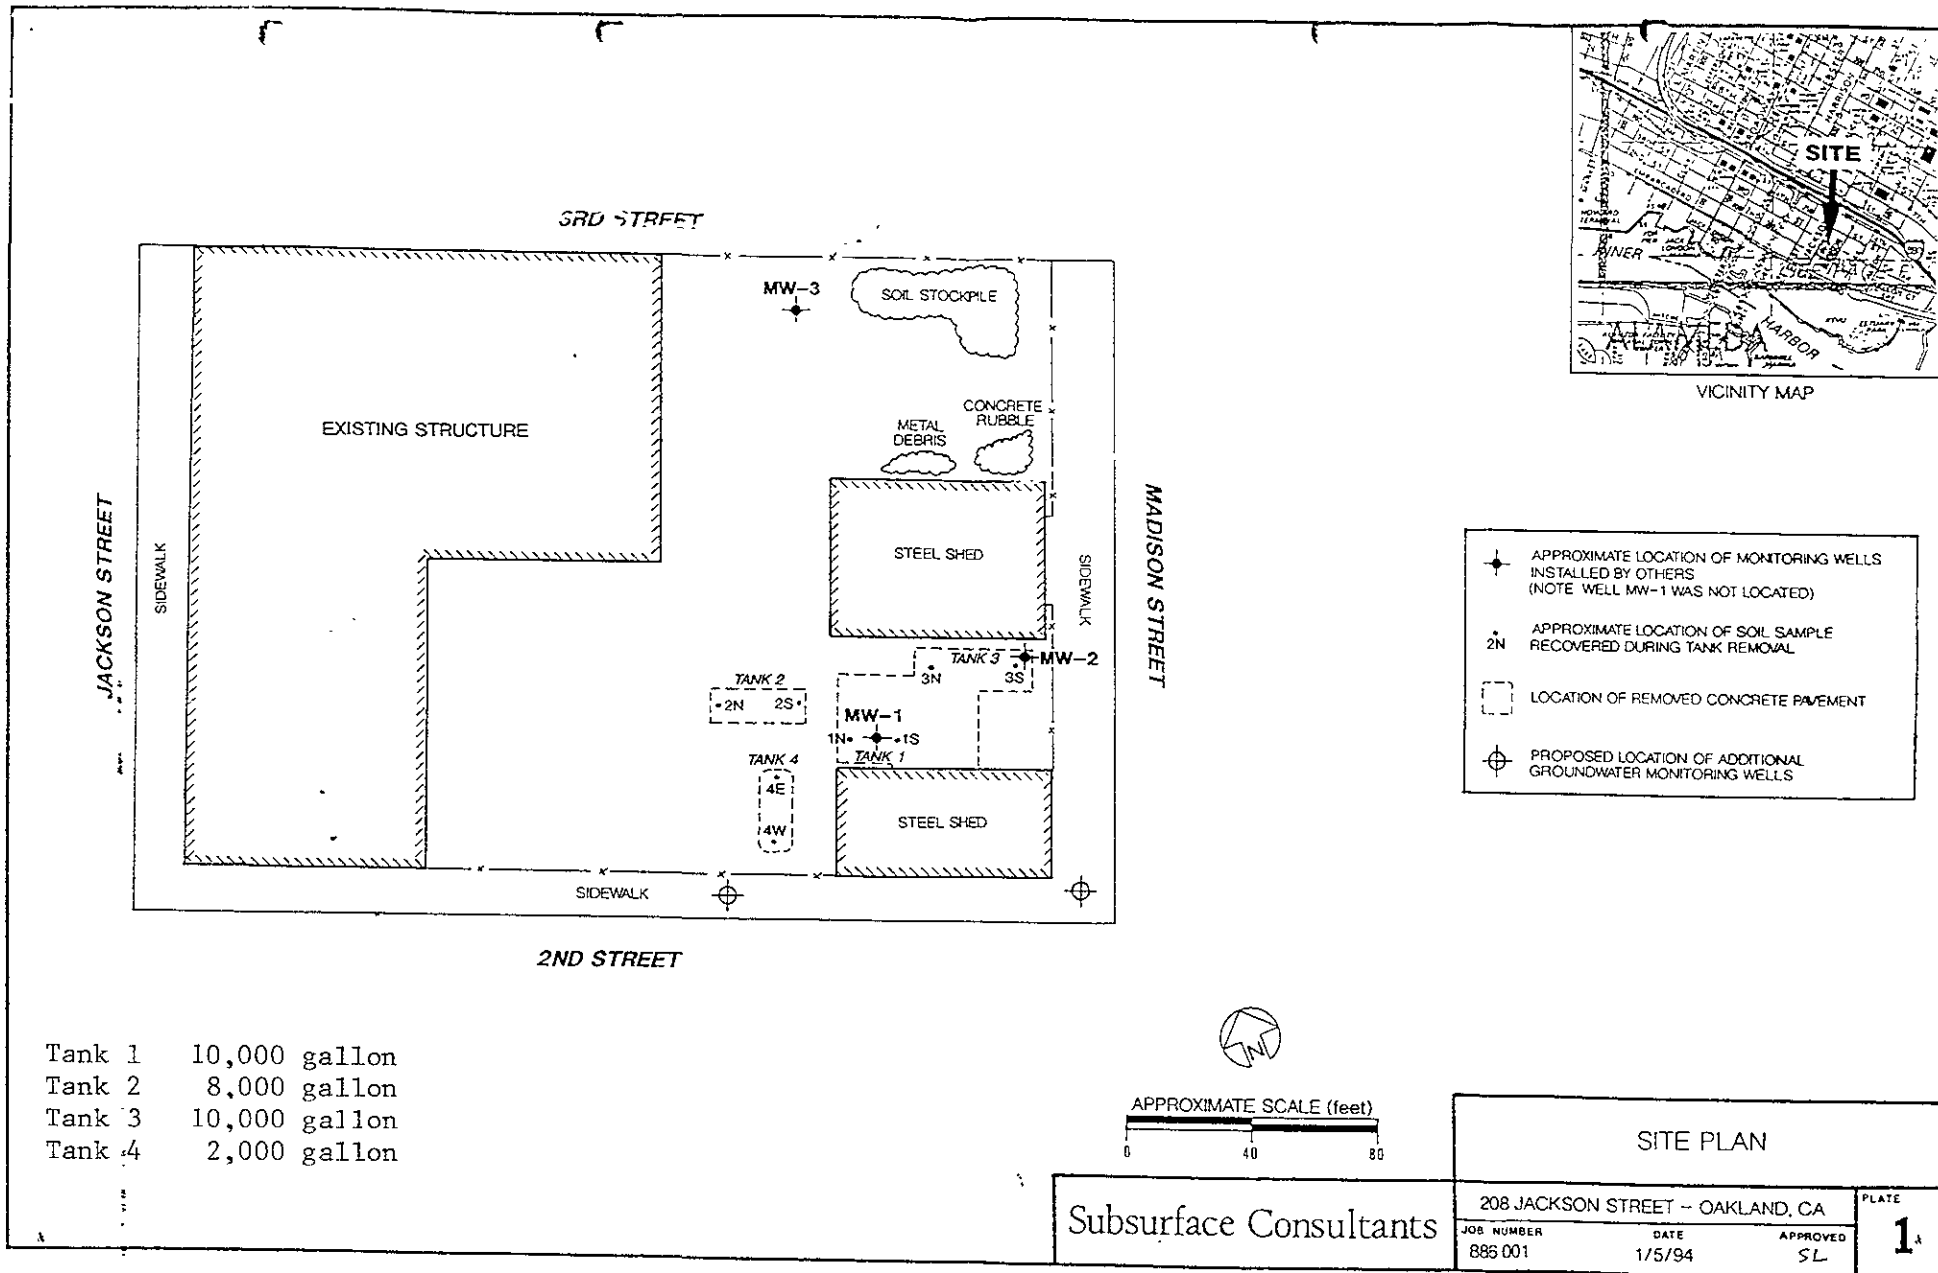 3RD STREET
SITE
INNER
HARBOR
ALAMEDA
VICINITY MAP
MW-3
SOIL STOCKPILE
EXISTING STRUCTURE
METAL
DEBRIS
CONCRETE
RUBBLE
JACKSON STREET
SIDEWALK
STEEL SHED
SIDEWALK
MADISON STREET
TANK 3
MW-2
3N
3S
TANK 2
2N
2S
MW-1
1N
1S
TANK 1
TANK 4
4E
4W
STEEL SHED
SIDEWALK
2ND STREET
APPROXIMATE LOCATION OF MONITORING WELLS
INSTALLED BY OTHERS
(NOTE WELL MW-1 WAS NOT LOCATED)
2N
APPROXIMATE LOCATION OF SOIL SAMPLE
RECOVERED DURING TANK REMOVAL
LOCATION OF REMOVED CONCRETE PAVEMENT
PROPOSED LOCATION OF ADDITIONAL
GROUNDWATER MONITORING WELLS
Tank 1 10,000 gallon
Tank 2 8,000 gallon
Tank 3 10,000 gallon
Tank 4 2,000 gallon
N
APPROXIMATE SCALE (feet)
0 40 80
SITE PLAN
Subsurface Consultants
208 JACKSON STREET - OAKLAND, CA
JOB NUMBER
886 001
DATE
1/5/94
APPROVED
SL
PLATE
1